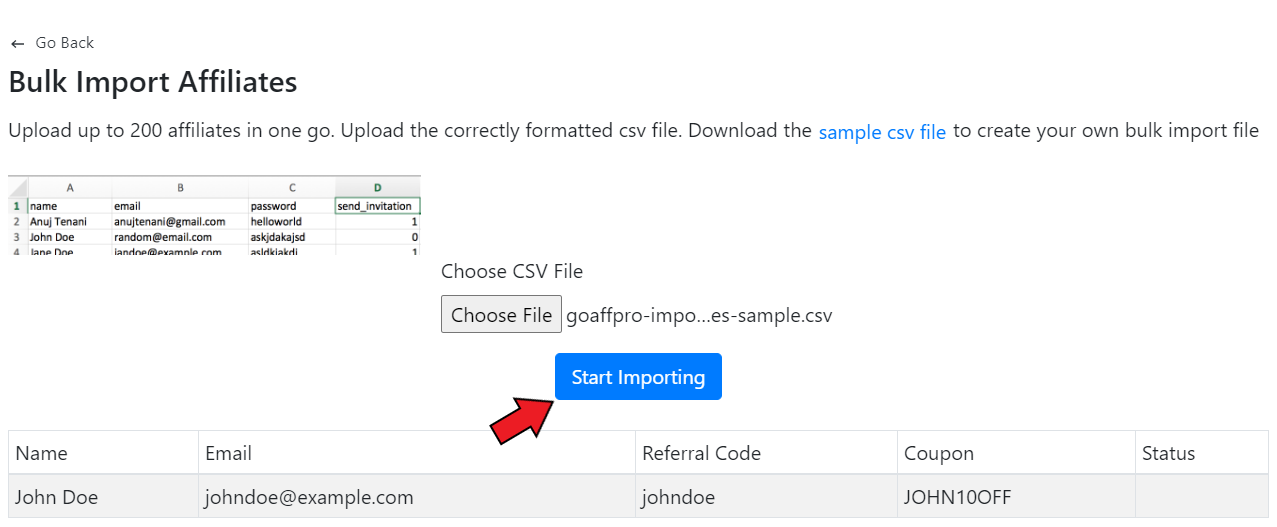 ← Go Back
Bulk Import Affiliates
Upload up to 200 affiliates in one go. Upload the correctly formatted csv file. Download the sample csv file to create your own bulk import file
A B C D
1 name email password send_invitation
2 Anuj Tenani anujtenani@gmail.com helloworld 1
3 John Doe random@email.com askjdakajsd 0
4 Jane Doe jandoe@example.com asldkjakdj 1
Choose CSV File
Choose File goaffpro-impo...es-sample.csv
Start Importing
Name Email Referral Code Coupon Status
John Doe johndoe@example.com johndoe JOHN10OFF